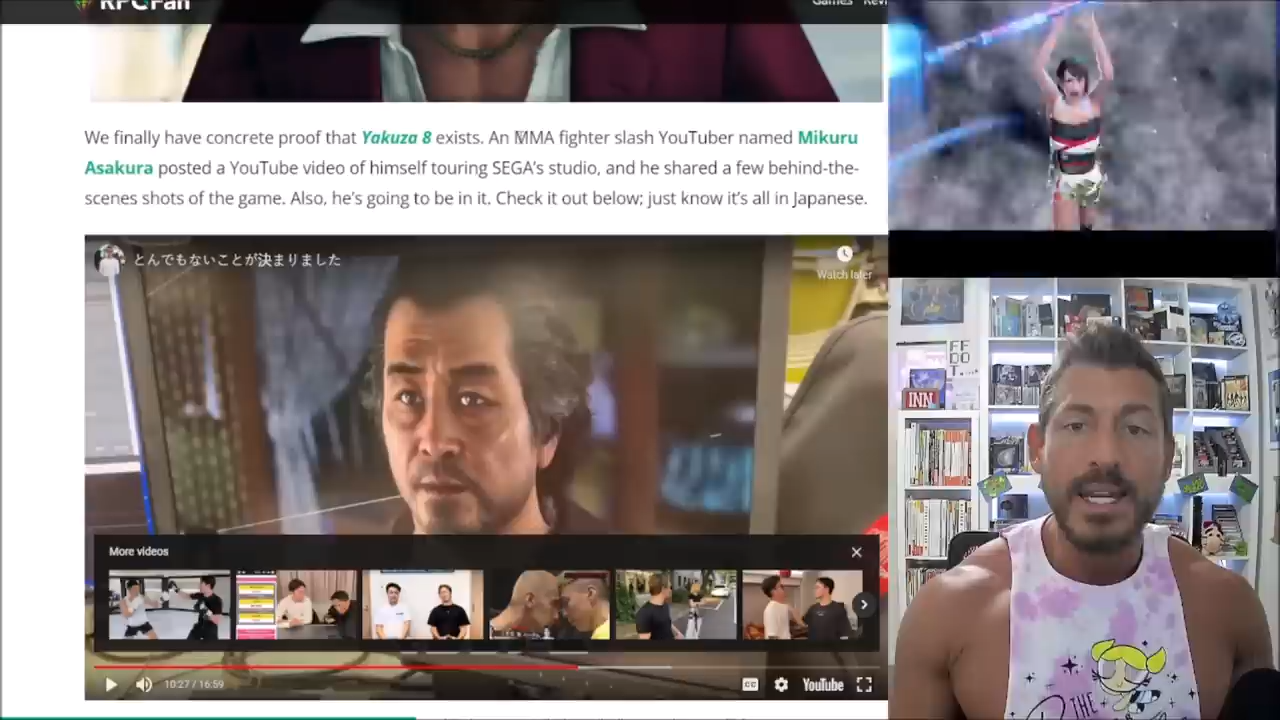 RPGFan
Games
We finally have concrete proof that Yakuza 8 exists. An MMA fighter slash YouTuber named Mikuru
Asakura posted a YouTube video of himself touring SEGA's studio, and he shared a few behind-the-
scenes shots of the game. Also, he's going to be in it. Check it out below; just know it's all in Japanese.
とんでもないことが決まりました
Watch later
More videos
10:27 / 16:59
CC
YouTube
FF
DO
T
INN
THE